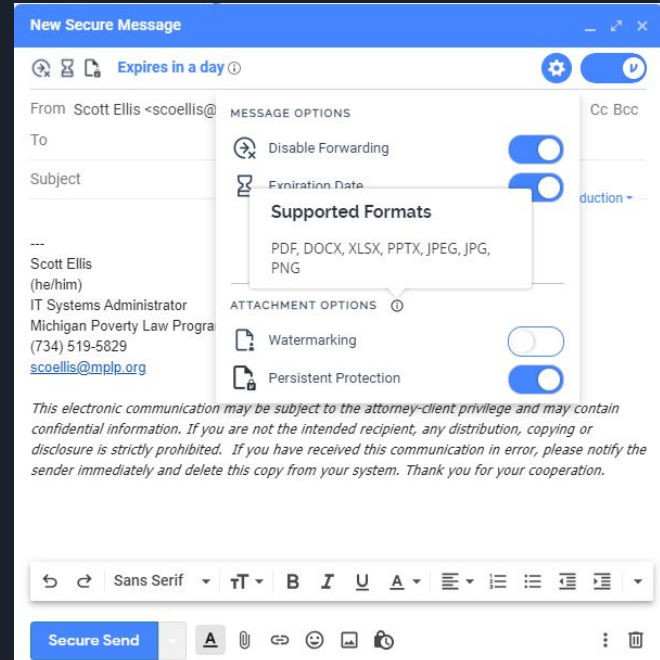 New Secure Message
Expires in a day
From Scott Ellis <scoellis@
Cc Bcc
To
Subject
MESSAGE OPTIONS
Disable Forwarding
Expiration Date
Supported Formats
PDF, DOCX, XLSX, PPTX, JPEG, JPG,
PNG
duction
ATTACHMENT OPTIONS
Watermarking
Persistent Protection
---
Scott Ellis
(he/him)
IT Systems Administrator
Michigan Poverty Law Progra
(734) 519-5829
scoellis@mplp.org
This electronic communication may be subject to the attorney-client privilege and may contain
confidential information. If you are not the intended recipient, any distribution, copying or
disclosure is strictly prohibited.  If you have received this communication in error, please notify the
sender immediately and delete this copy from your system. Thank you for your cooperation.
Sans Serif
Secure Send